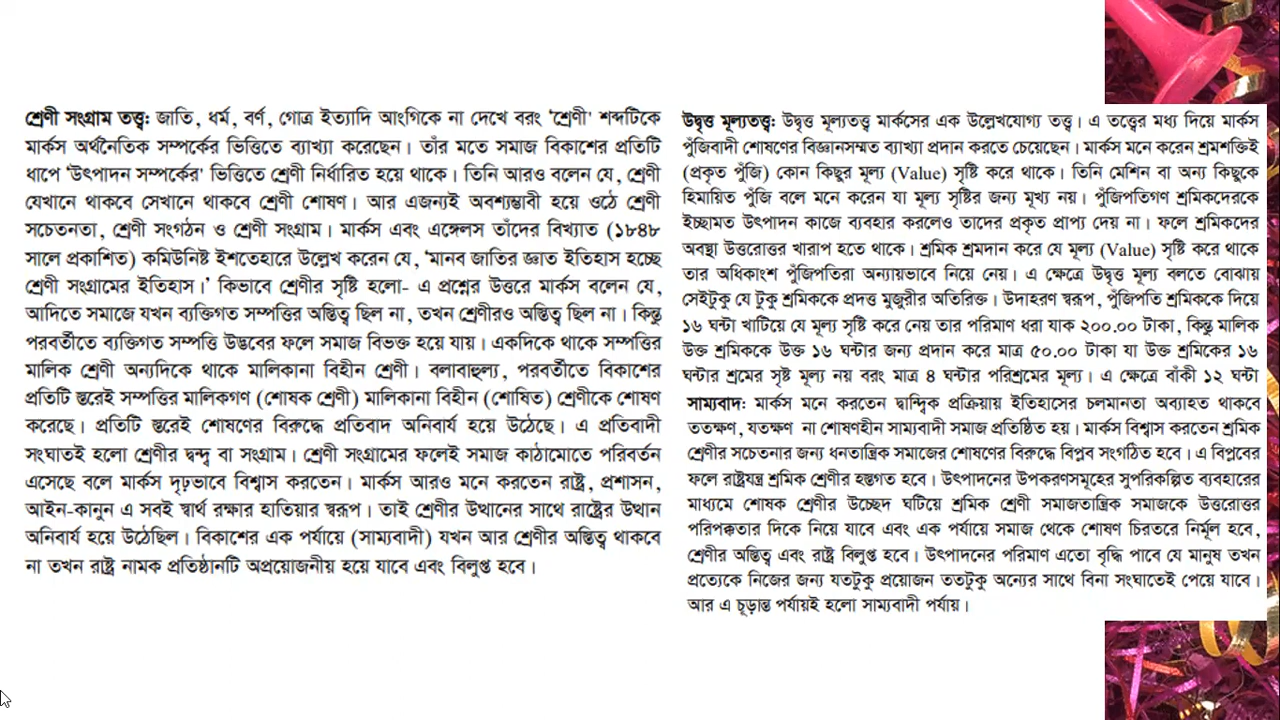 শ্রেণী সংগ্রাম তত্ত্ব: জাতি, ধর্ম, বর্ণ, গোত্র ইত্যাদি আংগিকে না দেখে বরং ‘শ্রেণী’ শব্দটিকে
মার্কস অর্থনৈতিক সম্পর্কের ভিত্তিতে ব্যাখ্যা করেছেন। তাঁর মতে সমাজ বিকাশের প্রতিটি
ধাপে ‘উৎপাদন সম্পর্কের’ ভিত্তিতে শ্রেণী নির্ধারিত হয়ে থাকে। তিনি আরও বলেন যে, শ্রেণী
যেখানে থাকবে সেখানে থাকবে শ্রেণী শোষণ। আর এজন্যই অবশ্যম্ভাবী হয়ে ওঠে শ্রেণী
সচেতনতা, শ্রেণী সংগঠন ও শ্রেণী সংগ্রাম। মার্কস এবং এঙ্গেলস তাঁদের বিখ্যাত (১৮৪৮
সালে প্রকাশিত) কমিউনিষ্ট ইশতেহারে উল্লেখ করেন যে, ‘মানব জাতির জ্ঞাত ইতিহাস হচ্ছে
শ্রেণী সংগ্রামের ইতিহাস।’ কিভাবে শ্রেণীর সৃষ্টি হলো- এ প্রশ্নের উত্তরে মার্কস বলেন যে,
আদিতে সমাজে যখন ব্যক্তিগত সম্পত্তির অস্তিত্ব ছিল না, তখন শ্রেণীরও অস্তিত্ব ছিল না। কিন্তু
পরবর্তীতে ব্যক্তিগত সম্পত্তি উদ্ভবের ফলে সমাজ বিভক্ত হয়ে যায়। একদিকে থাকে সম্পত্তির
মালিক শ্রেণী অন্যদিকে থাকে মালিকানা বিহীন শ্রেণী। বলাবাহুল্য, পরবর্তীতে বিকাশের
প্রতিটি স্তরেই সম্পত্তির মালিকগণ (শোষক শ্রেণী) মালিকানা বিহীন (শোষিত) শ্রেণীকে শোষণ
করেছে। প্রতিটি স্তরেই শোষণের বিরুদ্ধে প্রতিবাদ অনিবার্য হয়ে উঠেছে। এ প্রতিবাদী
সংঘাতই হলো শ্রেণীর দ্বন্দ্ব বা সংগ্রাম। শ্রেণী সংগ্রামের ফলেই সমাজ কাঠামোতে পরিবর্তন
এসেছে বলে মার্কস দৃঢ়ভাবে বিশ্বাস করতেন। মার্কস আরও মনে করতেন রাষ্ট্র, প্রশাসন,
আইন-কানুন এ সবই স্বার্থ রক্ষার হাতিয়ার স্বরূপ। তাই শ্রেণীর উত্থানের সাথে রাষ্ট্রের উত্থান
অনিবার্য হয়ে উঠেছিল। বিকাশের এক পর্যায়ে (সাম্যবাদী) যখন আর শ্রেণীর অস্তিত্ব থাকবে
না তখন রাষ্ট্র নামক প্রতিষ্ঠানটি অপ্রয়োজনীয় হয়ে যাবে এবং বিলুপ্ত হবে।
উদ্বৃত্ত মূল্যতত্ত্ব: উদ্বৃত্ত মূল্যতত্ত্ব মার্কসের এক উল্লেখযোগ্য তত্ত্ব। এ তত্ত্বের মধ্য দিয়ে মার্কস
পুঁজিবাদী শোষণের বিজ্ঞানসম্মত ব্যাখ্যা প্রদান করতে চেয়েছেন। মার্কস মনে করেন শ্রমশক্তিই
(প্রকৃত পুঁজি) কোন কিছুর মূল্য (Value) সৃষ্টি করে থাকে। তিনি মেশিন বা অন্য কিছুকে
হিমায়িত পুঁজি বলে মনে করেন যা মূল্য সৃষ্টির জন্য মূখ্য নয়। পুঁজিপতিগণ শ্রমিকদেরকে
ইচ্ছামত উৎপাদন কাজে ব্যবহার করলেও তাদের প্রকৃত প্রাপ্য দেয় না। ফলে শ্রমিকদের
অবস্থা উত্তরোত্তর খারাপ হতে থাকে। শ্রমিক শ্রমদান করে যে মূল্য (Value) সৃষ্টি করে থাকে
তার অধিকাংশ পুঁজিপতিরা অন্যায়ভাবে নিয়ে নেয়। এ ক্ষেত্রে উদ্বৃত্ত মূল্য বলতে বোঝায়
সেইটুকু যে টুকু শ্রমিককে প্রদত্ত মুজুরীর অতিরিক্ত। উদাহরণ স্বরূপ, পুঁজিপতি শ্রমিককে দিয়ে
১৬ ঘন্টা খাটিয়ে যে মূল্য সৃষ্টি করে নেয় তার পরিমাণ ধরা যাক ২০০.০০ টাকা, কিন্তু মালিক
উক্ত শ্রমিককে উক্ত ১৬ ঘন্টার জন্য প্রদান করে মাত্র ৫০.০০ টাকা যা উক্ত শ্রমিকের ১৬
ঘন্টার শ্রমের সৃষ্ট মূল্য নয় বরং মাত্র ৪ ঘন্টার পরিশ্রমের মূল্য। এ ক্ষেত্রে বাঁকী ১২ ঘন্টা
সাম্যবাদ: মার্কস মনে করতেন দ্বান্দ্বিক প্রক্রিয়ায় ইতিহাসের চলমানতা অব্যাহত থাকবে
ততক্ষণ, যতক্ষণ না শোষণহীন সাম্যবাদী সমাজ প্রতিষ্ঠিত হয়। মার্কস বিশ্বাস করতেন শ্রমিক
শ্রেণীর সচেতনার জন্য ধনতান্ত্রিক সমাজের শোষণের বিরুদ্ধে বিপ্লব সংগঠিত হবে। এ বিপ্লবের
ফলে রাষ্ট্রযন্ত্র শ্রমিক শ্রেণীর হস্তগত হবে। উৎপাদনের উপকরণসমূহের সুপরিকল্পিত ব্যবহারের
মাধ্যমে শোষক শ্রেণীর উচ্ছেদ ঘটিয়ে শ্রমিক শ্রেণী সমাজতান্ত্রিক সমাজকে উত্তরোত্তর
পরিপক্কতার দিকে নিয়ে যাবে এবং এক পর্যায়ে সমাজ থেকে শোষণ চিরতরে নির্মূল হবে,
শ্রেণীর অস্তিত্ব এবং রাষ্ট্র বিলুপ্ত হবে। উৎপাদনের পরিমাণ এতো বৃদ্ধি পাবে যে মানুষ তখন
প্রত্যেকে নিজের জন্য যতটুকু প্রয়োজন ততটুকু অন্যের সাথে বিনা সংঘাতেই পেয়ে যাবে।
আর এ চূড়ান্ত পর্যায়ই হলো সাম্যবাদী পর্যায়।